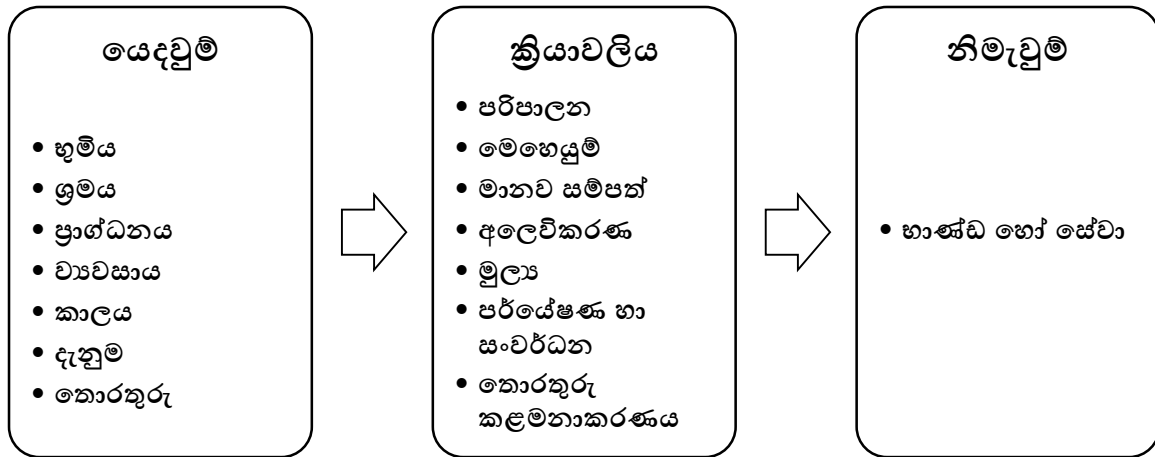 යෙදවුම්
• භූමිය
• ශ්‍රමය
• ප්‍රාග්ධනය
• ව්‍යවසාය
• කාලය
• දැනුම
• තොරතුරු
ක්‍රියාවලිය
• පරිපාලන
• මෙහෙයුම්
• මානව සම්පත්
• අලෙවිකරණ
• මුල්‍ය
• පර්යේෂණ හා
සංවර්ධන
• තොරතුරු
කළමනාකරණය
නිමැවුම්
• භාණ්ඩ හෝ සේවා